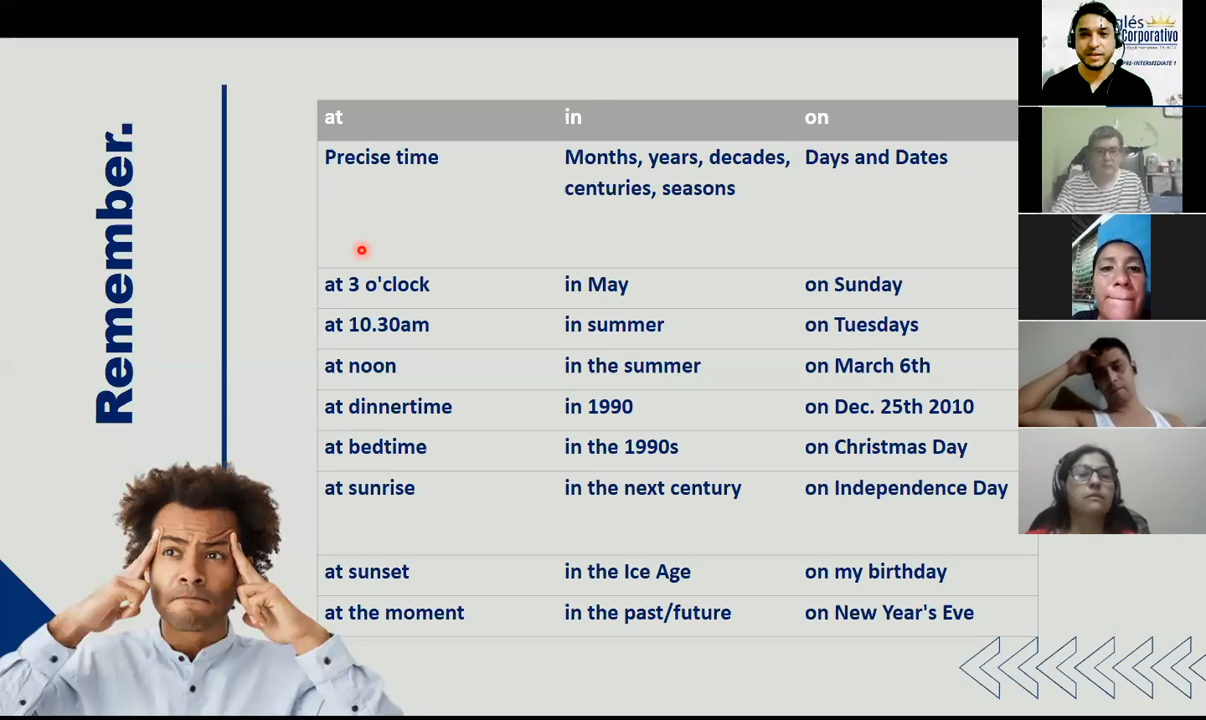 Remember.
at in on
Precise time Months, years, decades, Days and Dates
centuries, seasons
at 3 o'clock in May on Sunday
at 10.30am in summer on Tuesdays
at noon in the summer on March 6th
at dinnertime in 1990 on Dec. 25th 2010
at bedtime in the 1990s on Christmas Day
at sunrise in the next century on Independence Day
at sunset in the Ice Age on my birthday
at the moment in the past/future on New Year's Eve
glés
Corporativo
PRE-INTERMEDIATE 1